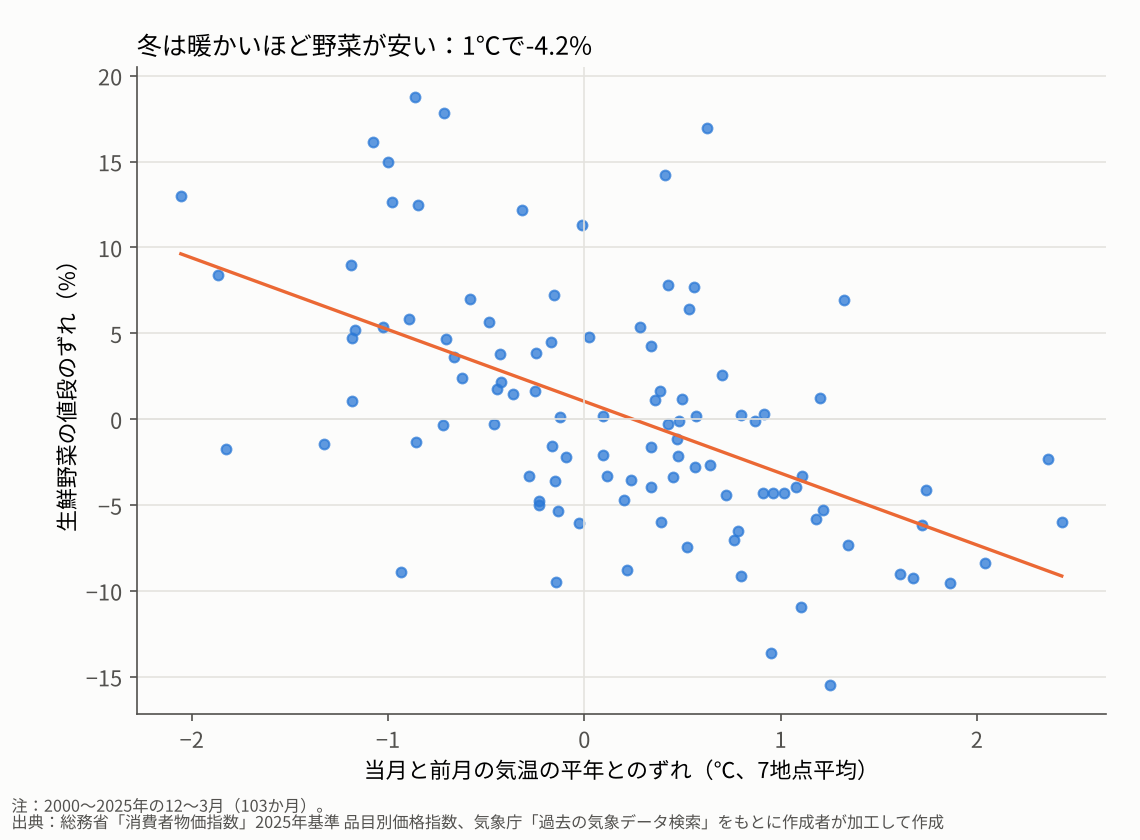 冬は暖かいほど野菜が安い：1℃で-4.2%
20
15
10
5
0
−5
−10
−15
生鮮野菜の値段のずれ（%）
−2
−1
0
1
2
当月と前月の気温の平年とのずれ（℃、7地点平均）
注：2000～2025年の12～3月（103か月）。
出典：総務省「消費者物価指数」2025年基準 品目別価格指数、気象庁「過去の気象データ検索」をもとに作成者が加工して作成